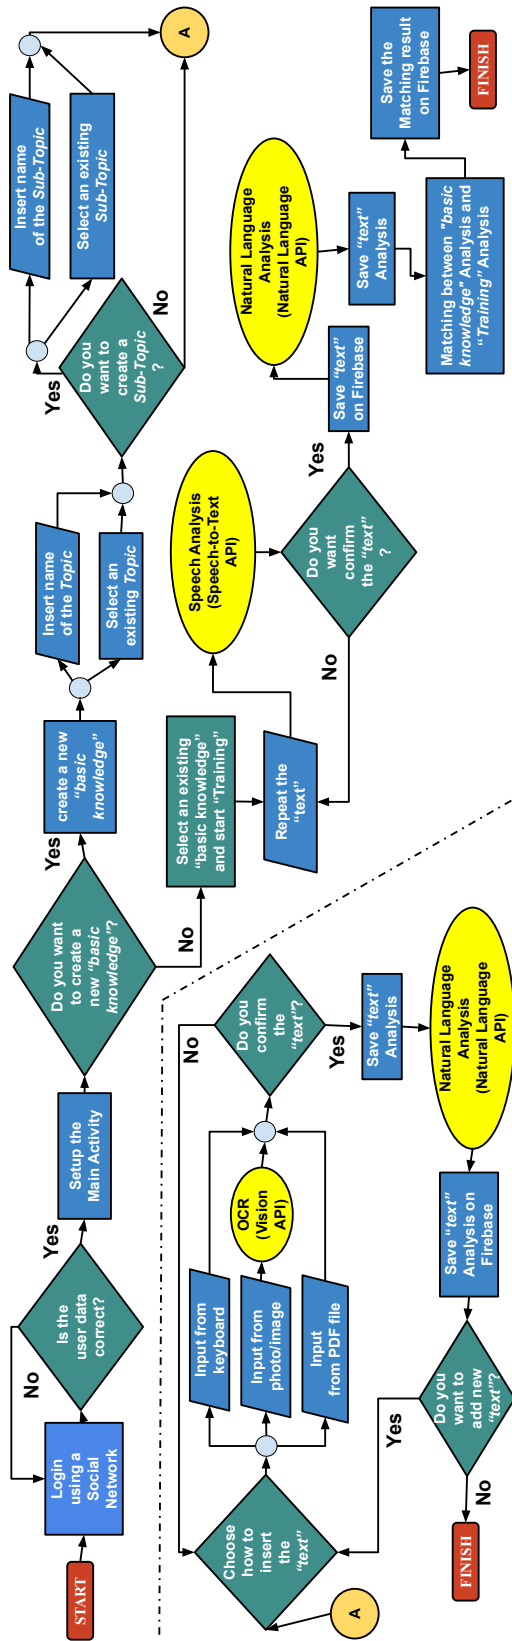 START
Login
using a
Social
Network
No
Is the
user data
correct?
Yes
Setup the
Main Activity
Do you want
to create a
new “basic
knowledge”?
Yes
create a new
“basic
knowledge”
Insert name
of the Topic
Select an
existing Topic
Yes
Do you
want to
create a
Sub-Topic
?
No
Insert name
of the Sub-Topic
Select an existing
Sub-Topic
A
No
Select an existing
“basic knowledge”
and start “Training”
Repeat the
“text”
Speech Analysis
(Speech-to-Text
API)
No
Do you
want
confirm
the “text”
?
Yes
Save “text”
on Firebase
Natural Language
Analysis
(Natural Language
API)
Save “text”
Analysis
Matching between "basic
knowledge" Analysis and
“Training” Analysis
Save the
Matching result
on Firebase
FINISH
A
Choose
how to
insert
the
“text”
Input from
keyboard
Input from
photo/image
Input
from PDF file
OCR
(Vision
API)
No
Do you
confirm
the
“text”?
Yes
Save “text”
Analysis
Natural Language
Analysis
(Natural Language
API)
Save “text”
Analysis on
Firebase
Do you
want to
add new
“text”?
Yes
No
FINISH